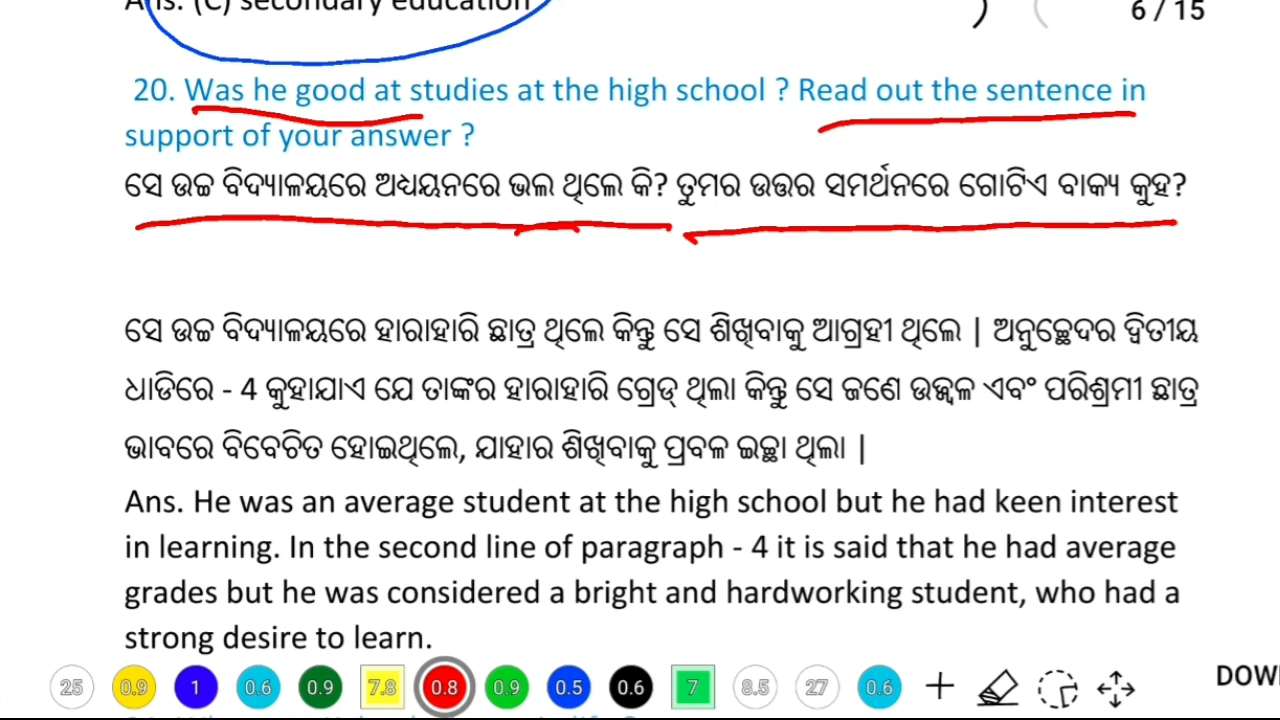 Ans. (C) secondary education
6 / 15
20. Was he good at studies at the high school ? Read out the sentence in
support of your answer ?
ସେ ଉଚ୍ଚ ବିଦ୍ୟାଳୟରେ ଅଧ୍ୟୟନରେ ଭଲ ଥିଲେ କି? ତୁମର ଉତ୍ତର ସମର୍ଥନରେ ଗୋଟିଏ ବାକ୍ୟ କୁହ?
ସେ ଉଚ୍ଚ ବିଦ୍ୟାଳୟରେ ହାରାହାରି ଛାତ୍ର ଥିଲେ କିନ୍ତୁ ସେ ଶିଖିବାକୁ ଆଗ୍ରହୀ ଥିଲେ | ଅନୁଚ୍ଛେଦର ଦ୍ୱିତୀୟ
ଧାଡିରେ - 4 କୁହାଯାଏ ଯେ ତାଙ୍କର ହାରାହାରି ଗ୍ରେଡ୍ ଥିଲା କିନ୍ତୁ ସେ ଜଣେ ଉଜ୍ଜ୍ୱଳ ଏବଂ ପରିଶ୍ରମୀ ଛାତ୍ର
ଭାବରେ ବିବେଚିତ ହୋଇଥିଲେ, ଯାହାର ଶିଖିବାକୁ ପ୍ରବଳ ଇଚ୍ଛା ଥିଲା |
Ans. He was an average student at the high school but he had keen interest
in learning. In the second line of paragraph - 4 it is said that he had average
grades but he was considered a bright and hardworking student, who had a
strong desire to learn.
25 0.9 1 0.6 0.9 7.8 0.8 0.9 0.5 0.6 7 8.5 27 0.6